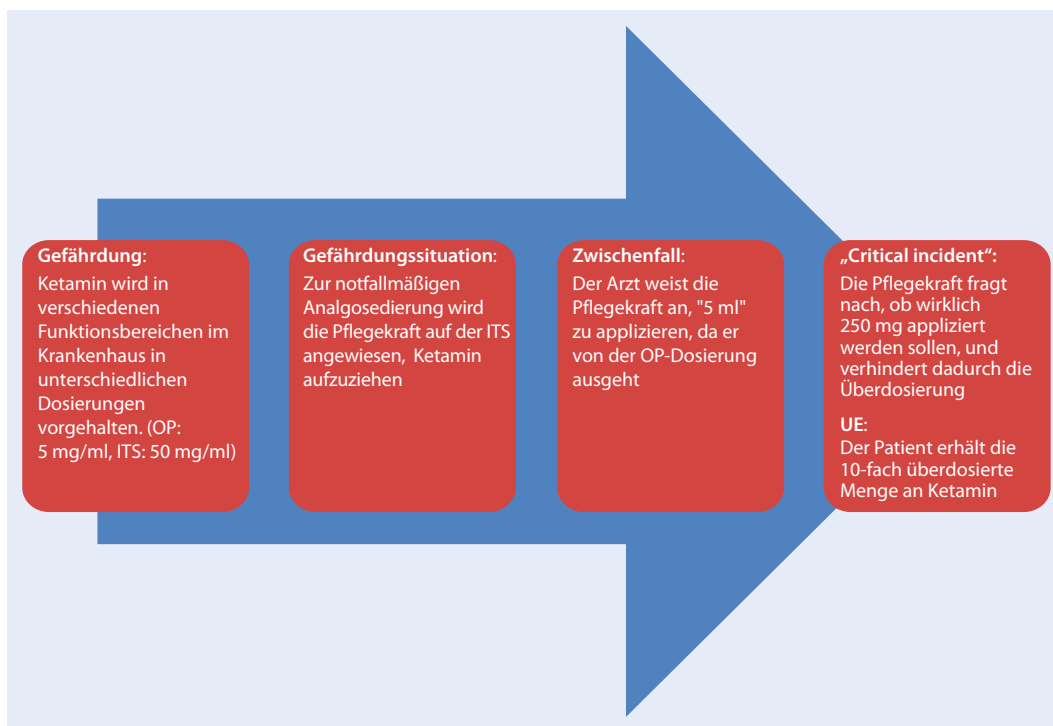 Gefährdung:
Ketamin wird in
verschiedenen
Funktionsbereichen im
Krankenhaus in
unterschiedlichen
Dosierungen
vorgehalten. (OP:
5 mg/ml, ITS: 50 mg/ml)
Gefährdungssituation:
Zur notfallmäßigen
Analgosedierung wird
die Pflegekraft auf der ITS
angewiesen, Ketamin
aufzuziehen
Zwischenfall:
Der Arzt weist die
Pflegekraft an, "5 ml"
zu applizieren, da er
von der OP-Dosierung
ausgeht
„Critical incident“:
Die Pflegekraft fragt
nach, ob wirklich
250 mg appliziert
werden sollen, und
verhindert dadurch die
Überdosierung
UE:
Der Patient erhält die
10-fach überdosierte
Menge an Ketamin